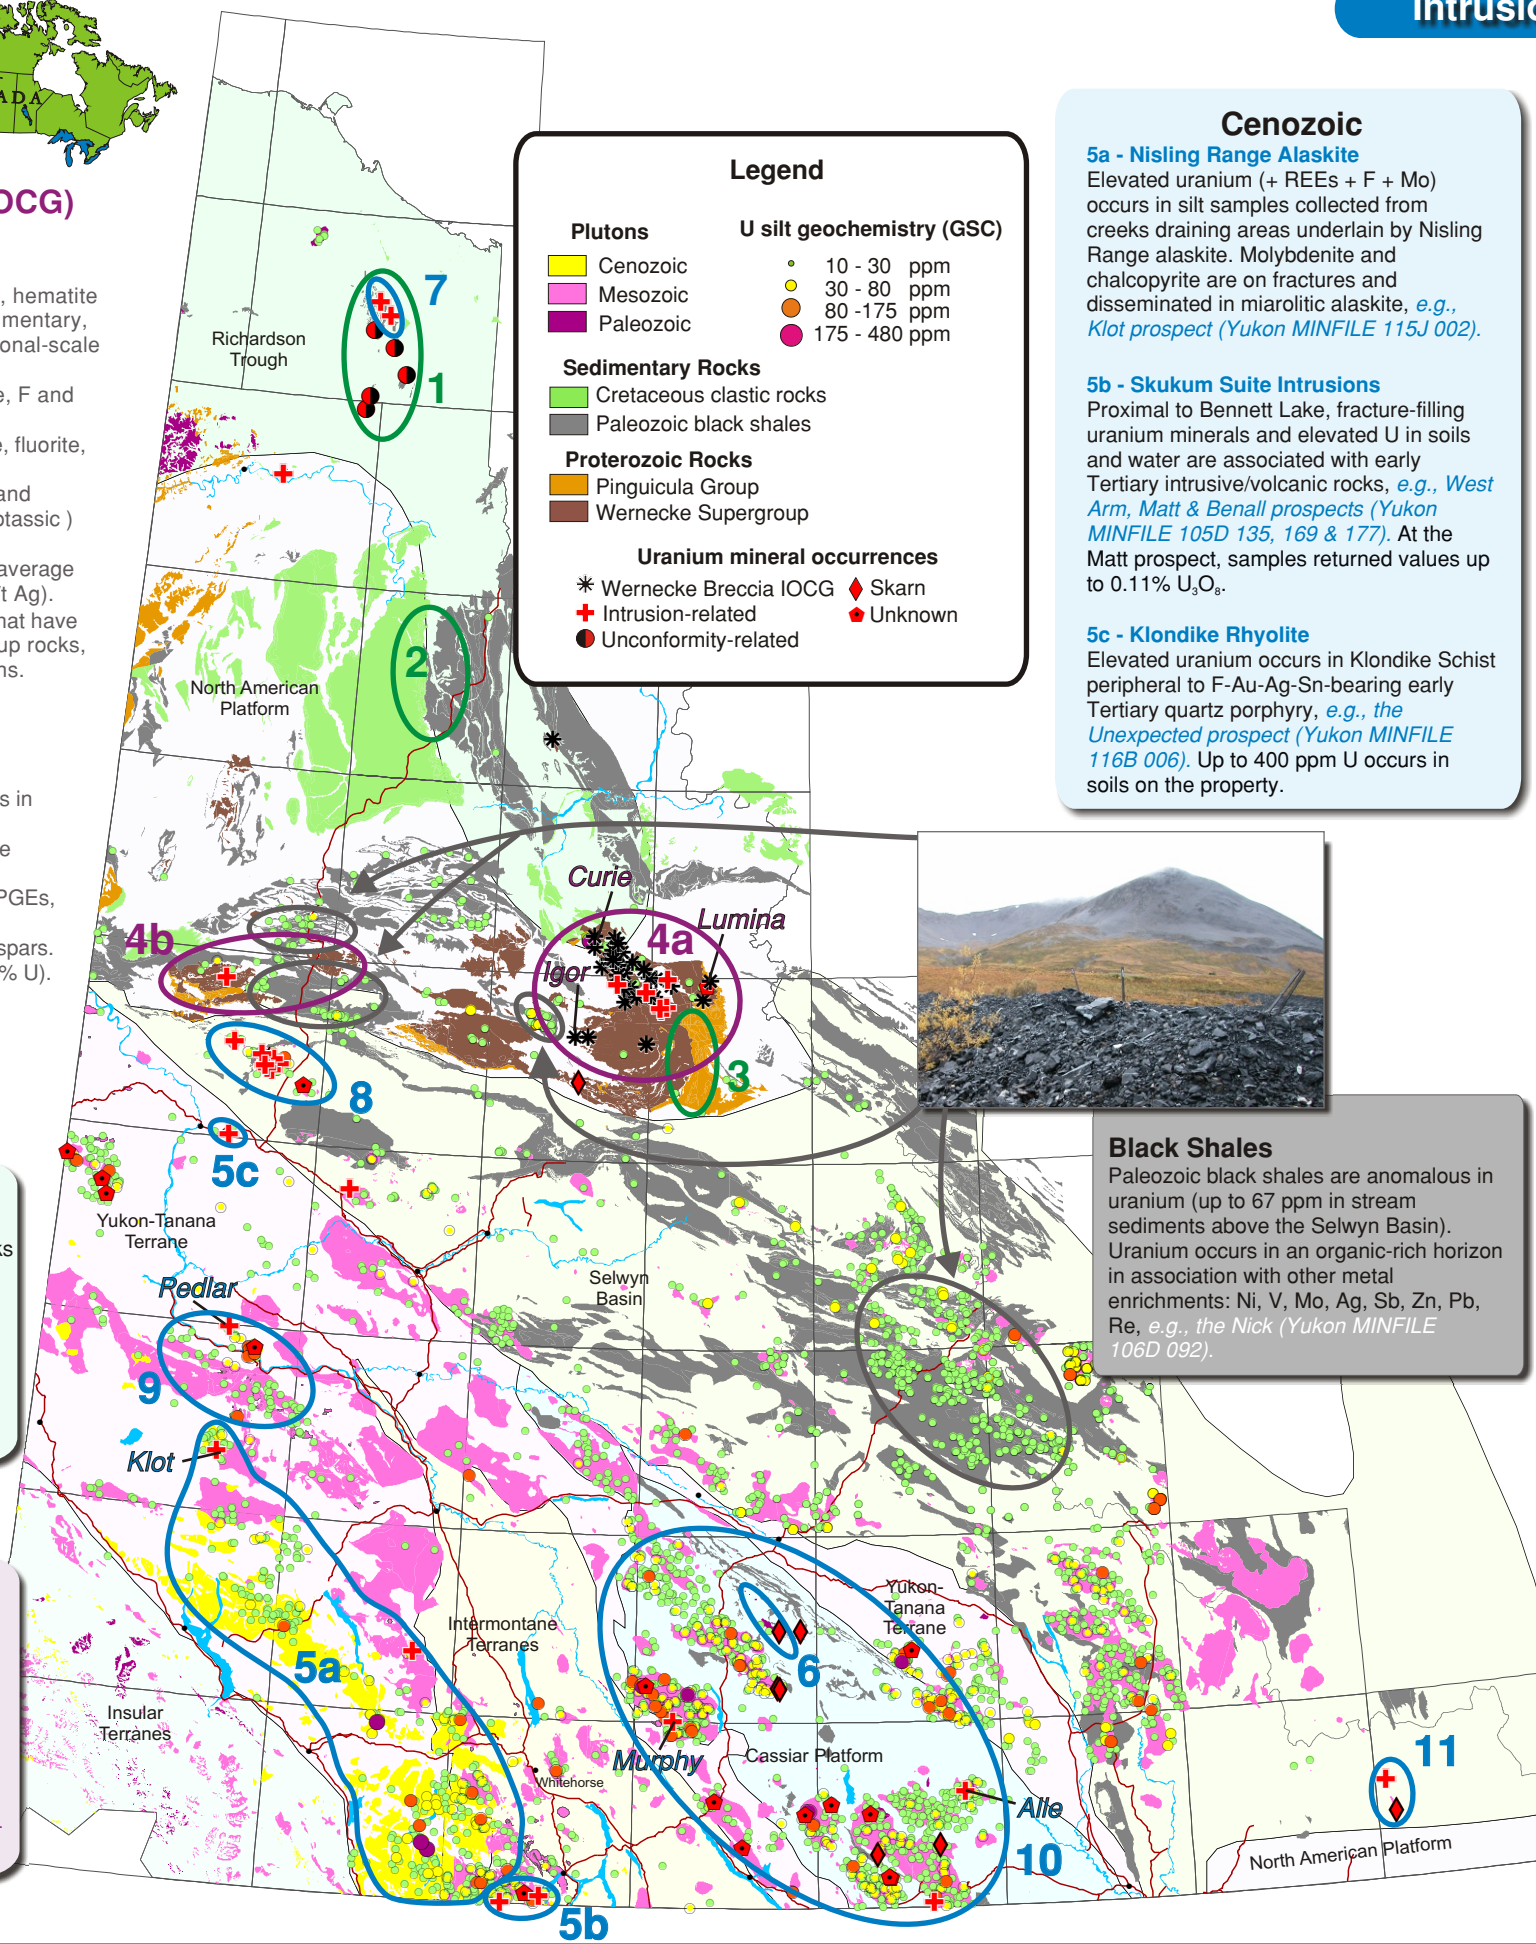 Intrusio
ADA
OCG)
, hematite
mentary,
onal-scale
e, F and
e, fluorite,
and
otassic )
average
/t Ag).
hat have
up rocks,
ns.
s in
e
PGEs,
spars.
% U).
ks
Legend
Plutons
Cenozoic
Mesozoic
Paleozoic
U silt geochemistry (GSC)
10 - 30 ppm
30 - 80 ppm
80 -175 ppm
175 - 480 ppm
Sedimentary Rocks
Cretaceous clastic rocks
Paleozoic black shales
Proterozoic Rocks
Pinguicula Group
Wernecke Supergroup
Uranium mineral occurrences
Wernecke Breccia IOCG
Intrusion-related
Unconformity-related
Skarn
Unknown
Cenozoic
5a - Nisling Range Alaskite
Elevated uranium (+ REEs + F + Mo)
occurs in silt samples collected from
creeks draining areas underlain by Nisling
Range alaskite. Molybdenite and
chalcopyrite are on fractures and
disseminated in miarolitic alaskite, e.g.,
Klot prospect (Yukon MINFILE 115J 002).
5b - Skukum Suite Intrusions
Proximal to Bennett Lake, fracture-filling
uranium minerals and elevated U in soils
and water are associated with early
Tertiary intrusive/volcanic rocks, e.g., West
Arm, Matt & Benall prospects (Yukon
MINFILE 105D 135, 169 & 177). At the
Matt prospect, samples returned values up
to 0.11% U₃O₈.
5c - Klondike Rhyolite
Elevated uranium occurs in Klondike Schist
peripheral to F-Au-Ag-Sn-bearing early
Tertiary quartz porphyry, e.g., the
Unexpected prospect (Yukon MINFILE
116B 006). Up to 400 ppm U occurs in
soils on the property.
7
Richardson
Trough
1
2
North American
Platform
Curie
Lumina
4b
4a
Igor
3
8
5c
Yukon-Tanana
Terrane
Pedlar
Selwyn
Basin
9
Klot
Black Shales
Paleozoic black shales are anomalous in
uranium (up to 67 ppm in stream
sediments above the Selwyn Basin).
Uranium occurs in an organic-rich horizon
in association with other metal
enrichments: Ni, V, Mo, Ag, Sb, Zn, Pb,
Re, e.g., the Nick (Yukon MINFILE
106D 092).
Yukon-
Tanana
Terrane
Intermontane
Terranes
5a
6
Insular
Terranes
Murphy
Cassiar Platform
Whitehorse
11
Alle
10
North American Platform
5b